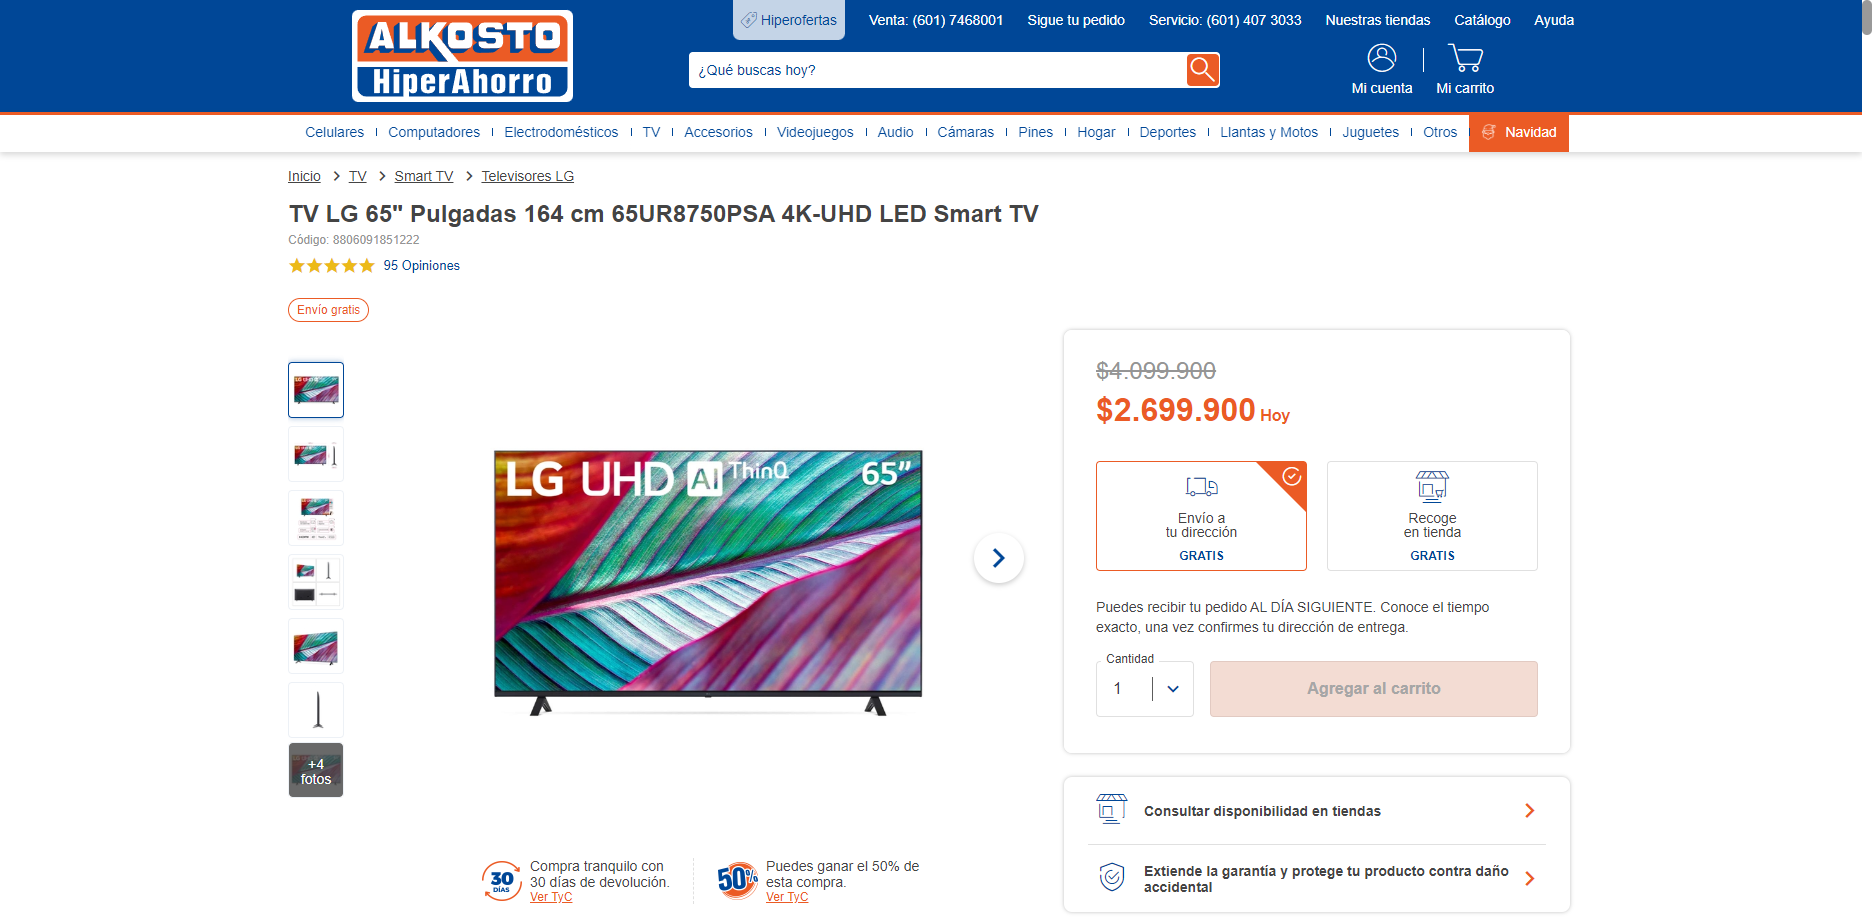 ALKOSTO
HiperAhorro
Hiperofertas
Venta: (601) 7468001
Sigue tu pedido
Servicio: (601) 407 3033
Nuestras tiendas
Catálogo
Ayuda
¿Qué buscas hoy?
Mi cuenta
Mi carrito
Celulares
Computadores
Electrodomésticos
TV
Accesorios
Videojuegos
Audio
Cámaras
Pines
Hogar
Deportes
Llantas y Motos
Juguetes
Otros
Navidad
Inicio > TV > Smart TV > Televisores LG
TV LG 65" Pulgadas 164 cm 65UR8750PSA 4K-UHD LED Smart TV
Código: 8806091851222
95 Opiniones
Envío gratis
+4
fotos
LG UHD AI ThinQ 65"
$4.099.900
$2.699.900 Hoy
Envío a
tu dirección
GRATIS
Recoge
en tienda
GRATIS
Puedes recibir tu pedido AL DÍA SIGUIENTE. Conoce el tiempo
exacto, una vez confirmes tu dirección de entrega.
Cantidad
1
Agregar al carrito
Consultar disponibilidad en tiendas
Extiende la garantía y protege tu producto contra daño
accidental
30
DÍAS
Compra tranquilo con
30 días de devolución.
Ver TyC
50%
Puedes ganar el 50% de
esta compra.
Ver TyC